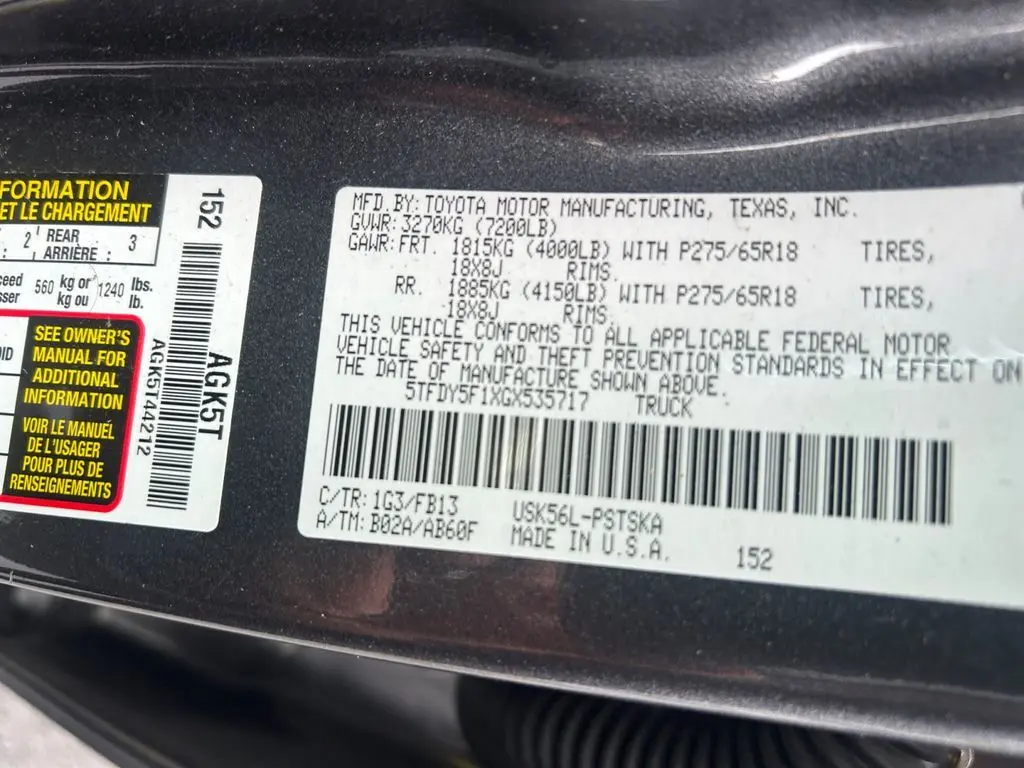 FORMATION
ET LE CHARGEMENT
: 2 REAR ARRIÈRE : 3
560 kg or kg ou 1240 lbs. lb.
SEE OWNER'S
MANUAL FOR
ADDITIONAL
INFORMATION
VOIR LE MANUEL
DE L'USAGER
POUR PLUS DE
RENSEIGNEMENTS
152
AGK5T
AGK5T44212
MFD.BY:TOYOTA MOTOR MANUFACTURING, TEXAS, INC.
GVWR:3270KG (7200LB)
GAWR:FRT. 1815KG (4000LB) WITH P275/65R18 TIRES,
18X8J RIMS.
RR. 1885KG (4150LB) WITH P275/65R18 TIRES,
18X8J RIMS.
THIS VEHICLE CONFORMS TO ALL APPLICABLE FEDERAL MOTOR
VEHICLE SAFETY AND THEFT PREVENTION STANDARDS IN EFFECT ON
THE DATE OF MANUFACTURE SHOWN ABOVE.
5TFDY5F1XGX535717 TRUCK
C/TR:1G3/FB13 USK56L-PSTSKA
A/TM:B02A/AB60F MADE IN U.S.A. 152